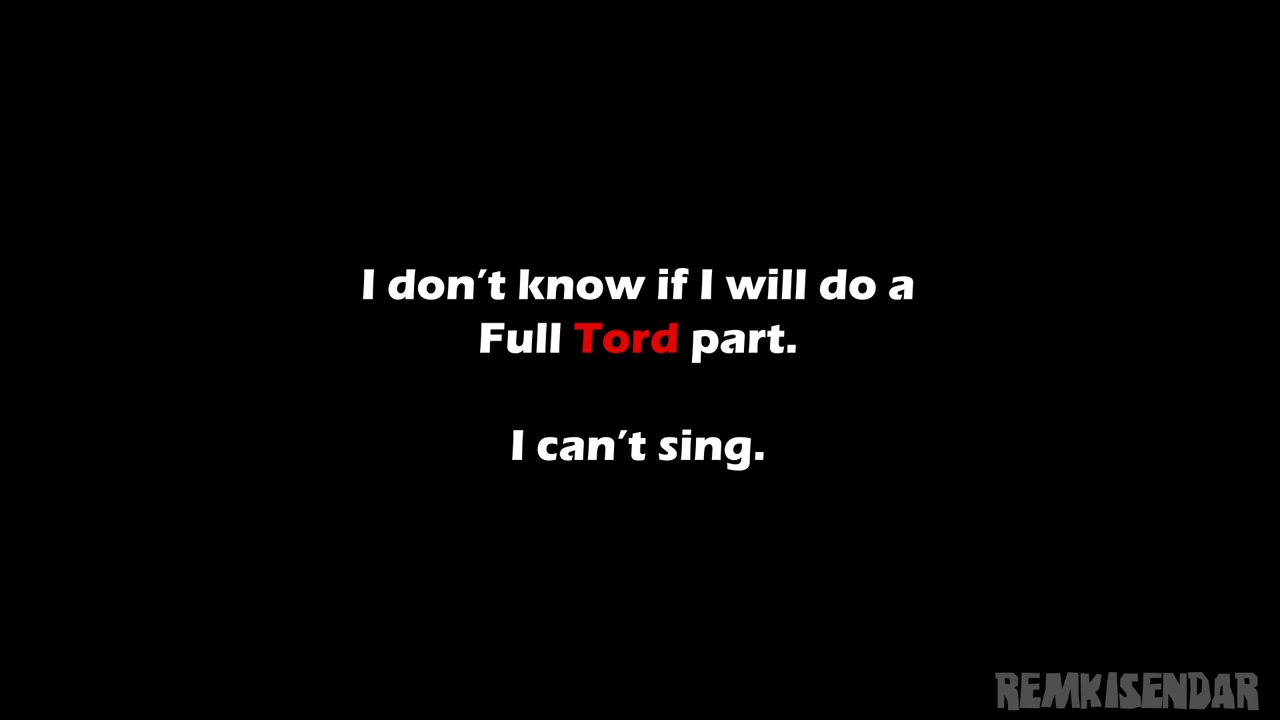 I don't know if I will do a
Full Tord part.
I can't sing.
REMKISENDAR